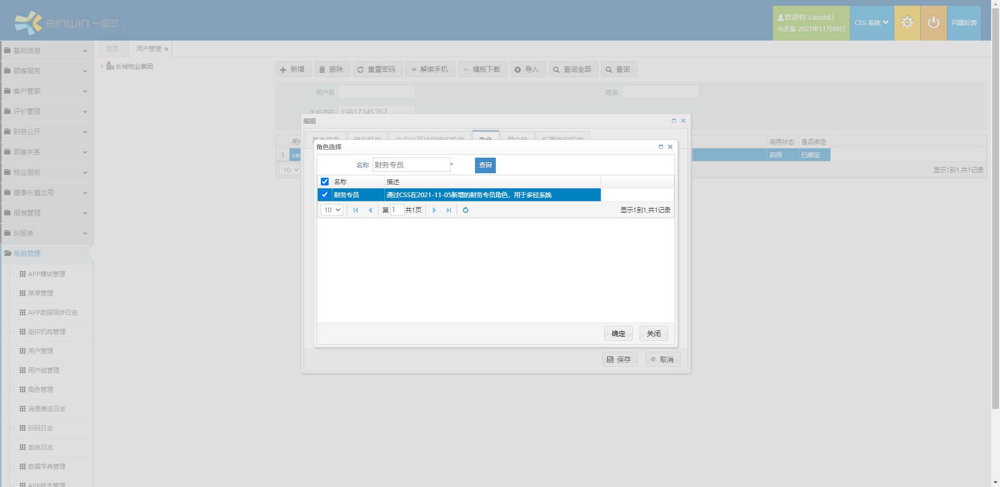 BINWIN 一应云
欢迎你 casunLi
今天是 2021年11月09日
CSS 系统
问题反馈
基础信息
顾客服务
客户管家
评价管理
财务公开
顾客关系
物业服务
董事长直达号
报表管理
BI报表
系统管理
APP模块管理
菜单管理
APP数据同步日志
组织机构管理
用户管理
用户组管理
角色管理
消息推送日志
扫码日志
系统日志
数据字典管理
APP版本管理
主页
用户管理
长城物业集团
新增
删除
重置密码
解绑手机
模板下载
导入
查询全部
查询
用户名
姓名
手机号码 19817345767
用户
启用状态
是否绑定
1
cas
启用
已绑定
10
显示1到1,共1记录
编辑
基本信息
组织机构
自定义可访问组织机构
角色
用户组
所属组织机构
角色选择
名称 财务专员 *
查询
名称
描述
财务专员
通过CSS在2021-11-05新增的财务专员角色，用于多经系统
10
第 1 共1页
显示1到1,共1记录
确定
关闭
保存
取消